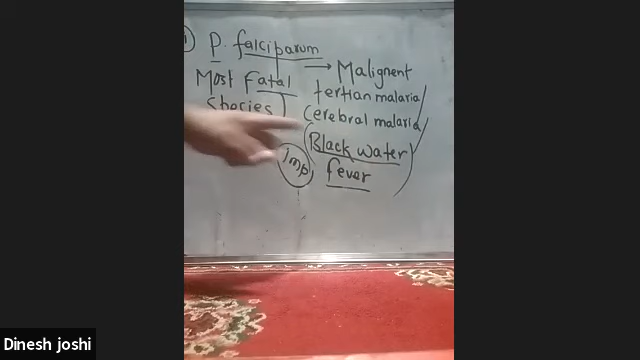 1) P. falciparum
→ Malignent
Most Fatal
tertian malaria/
Species
Cerebral malaria/
Black water
Imp
fever
Dinesh joshi